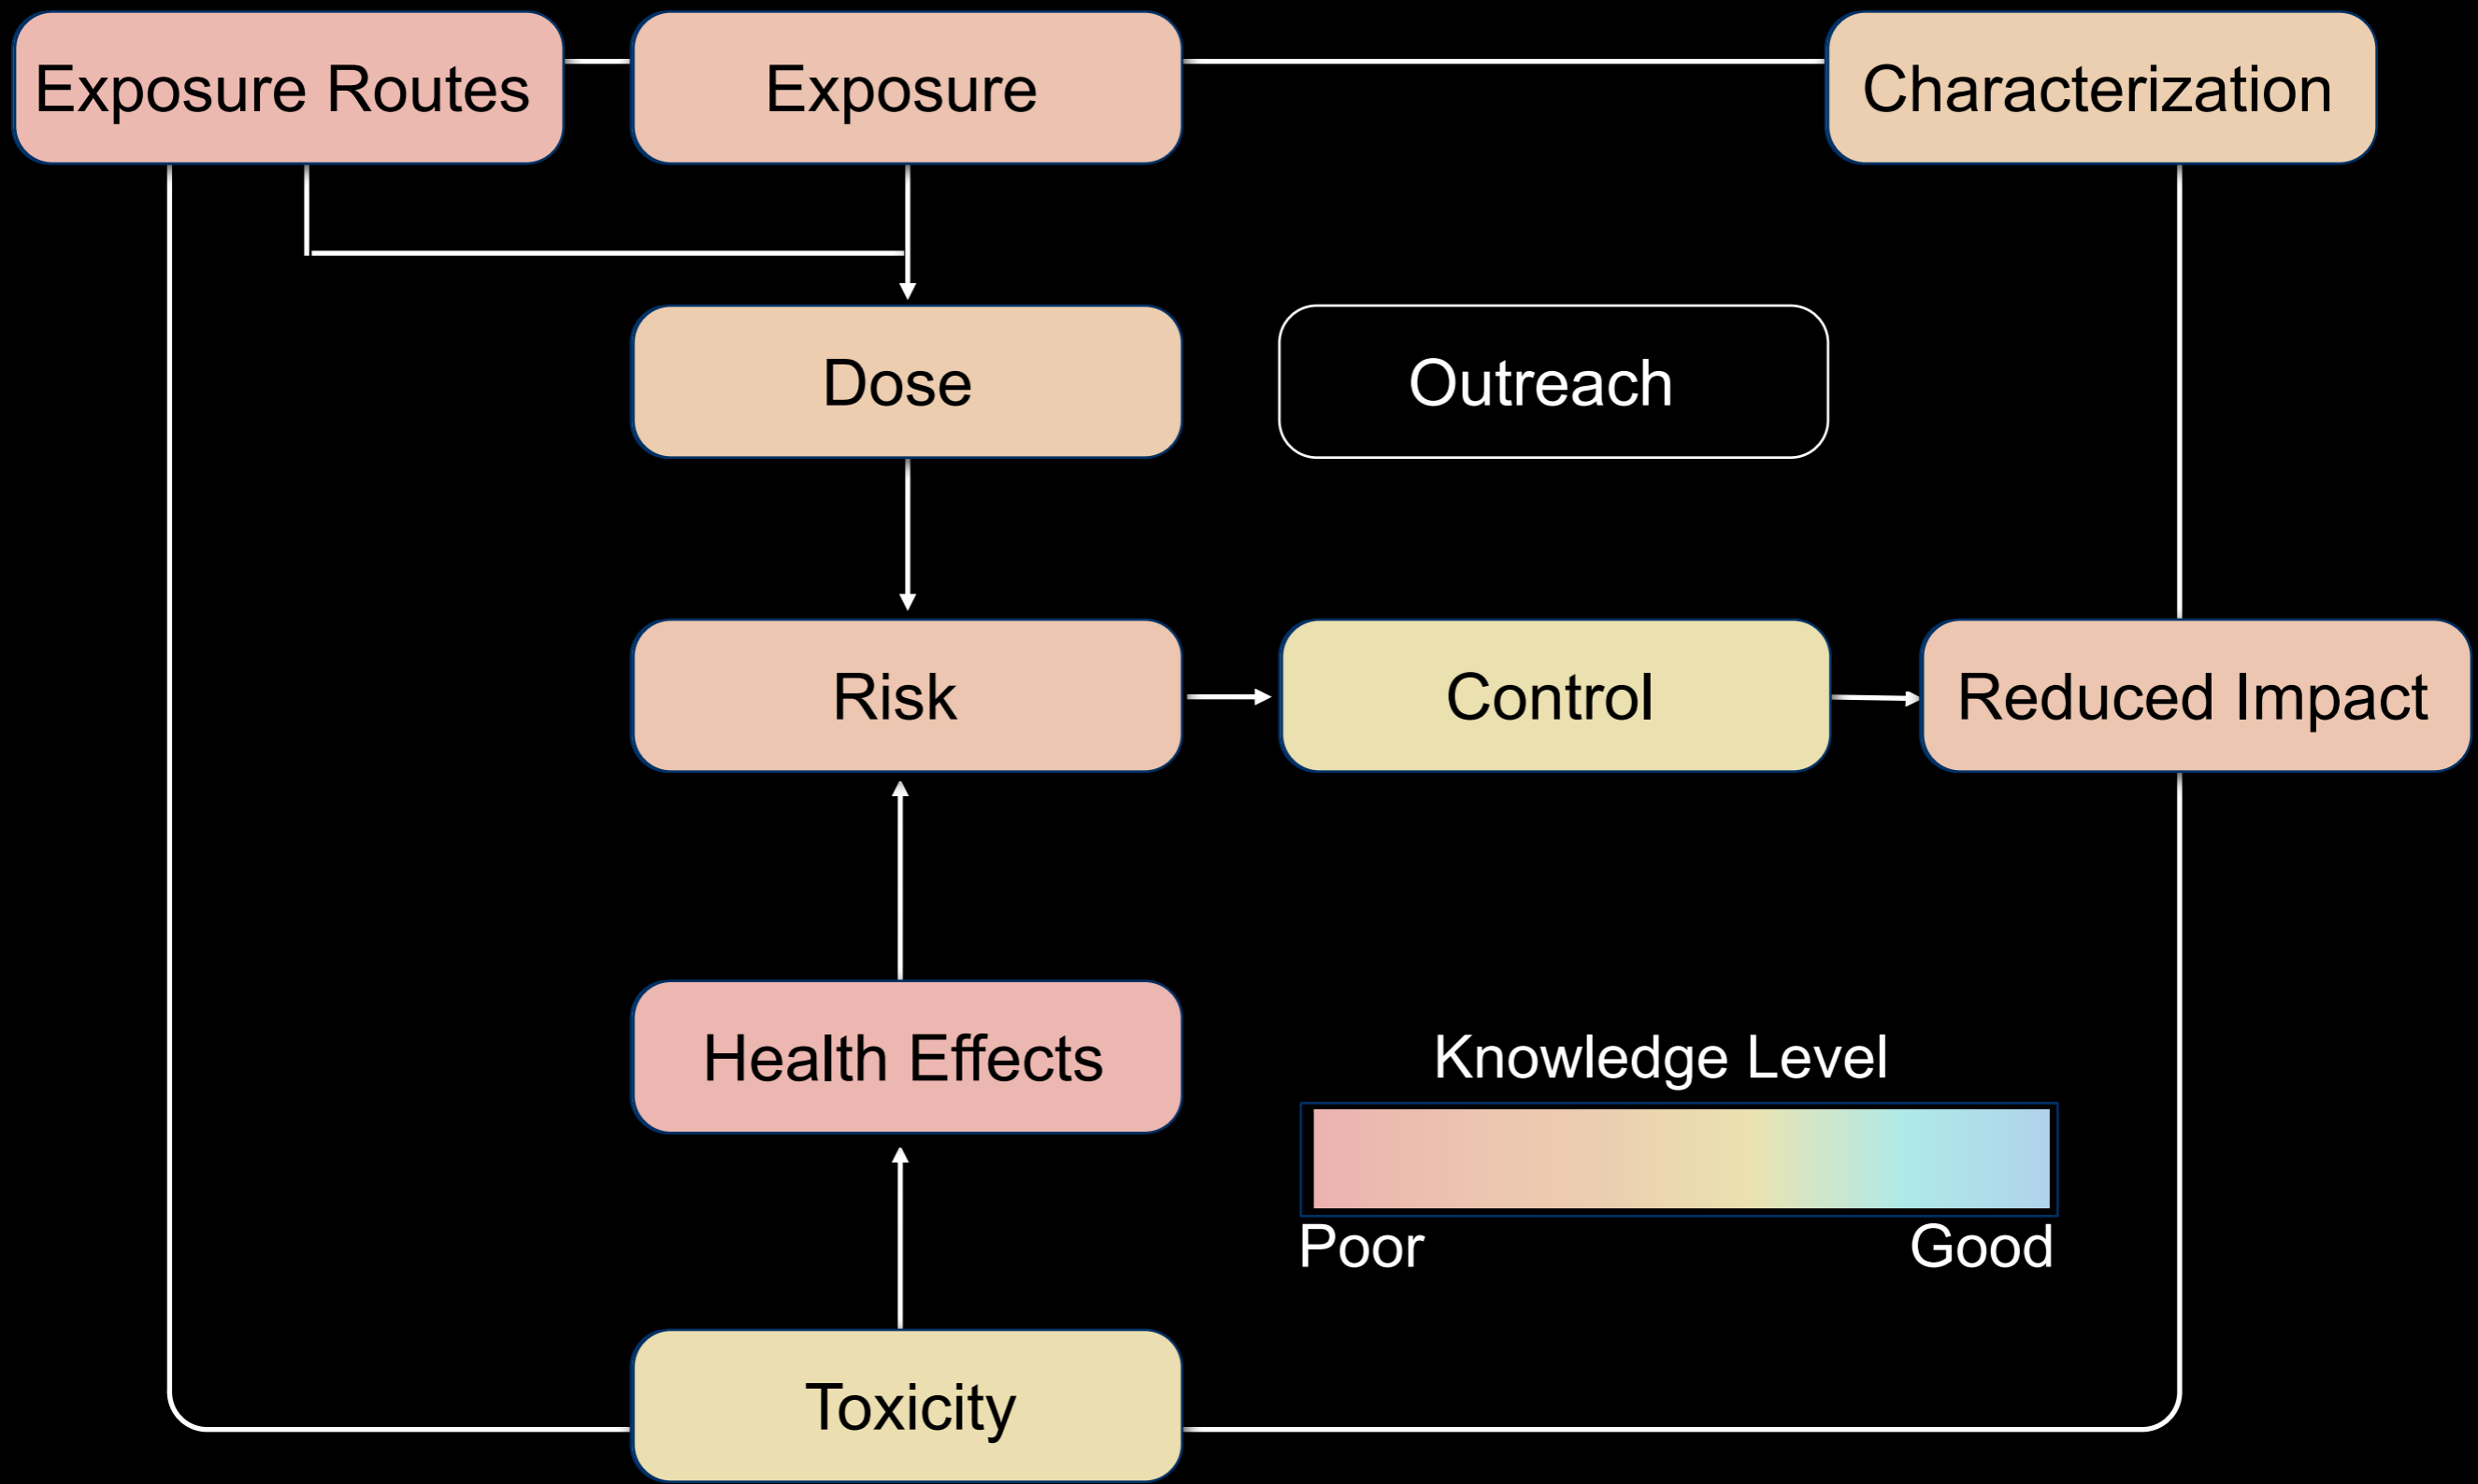 Exposure Routes
Exposure
Characterization
Dose
Outreach
Risk
Control
Reduced Impact
Health Effects
Knowledge Level
Poor
Good
Toxicity